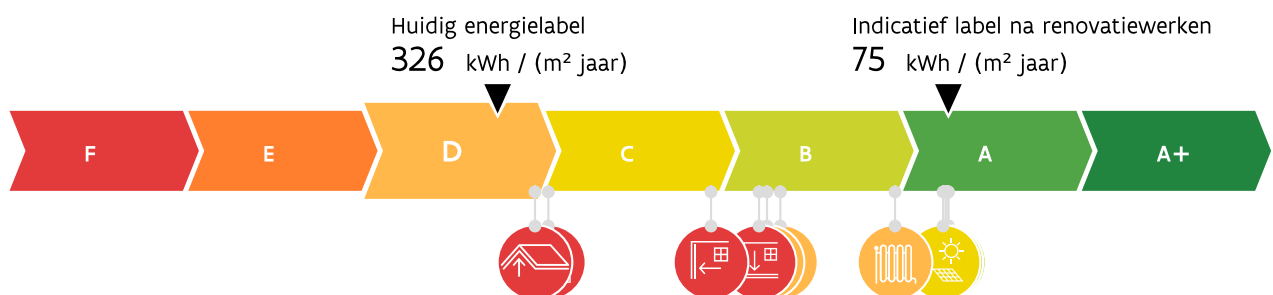 Huidig energielabel
326 kWh / (m² jaar)
Indicatief label na renovatiewerken
75 kWh / (m² jaar)
F
E
D
C
B
A
A+